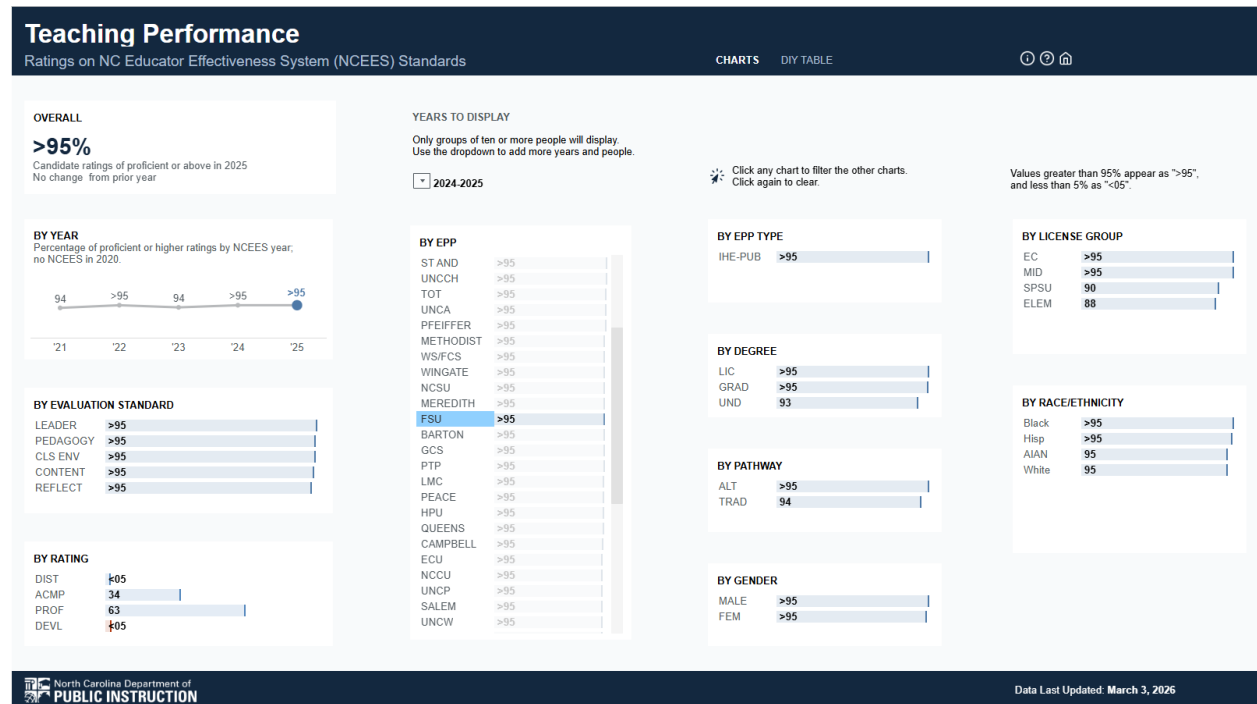 Teaching Performance
Ratings on NC Educator Effectiveness System (NCEES) Standards
CHARTS DIY TABLE
OVERALL
>95%
Candidate ratings of proficient or above in 2025
No change from prior year
YEARS TO DISPLAY
Only groups of ten or more people will display.
Use the dropdown to add more years and people.
2024-2025
Click any chart to filter the other charts.
Click again to clear.
Values greater than 95% appear as ">95",
and less than 5% as "<05".
BY YEAR
Percentage of proficient or higher ratings by NCEES year;
no NCEES in 2020.
94 >95 94 >95 >95
'21 '22 '23 '24 '25
BY EVALUATION STANDARD
LEADER >95
PEDAGOGY >95
CLS ENV >95
CONTENT >95
REFLECT >95
BY RATING
DIST <05
ACMP 34
PROF 63
DEVL <05
BY EPP
ST AND >95
UNCCH >95
TOT >95
UNCA >95
PFEIFFER >95
METHODIST >95
WS/FCS >95
WINGATE >95
NCSU >95
MEREDITH >95
FSU >95
BARTON >95
GCS >95
PTP >95
LMC >95
PEACE >95
HPU >95
QUEENS >95
CAMPBELL >95
ECU >95
NCCU >95
UNCP >95
SALEM >95
UNCW >95
BY EPP TYPE
IHE-PUB >95
BY DEGREE
LIC >95
GRAD >95
UND 93
BY PATHWAY
ALT >95
TRAD 94
BY GENDER
MALE >95
FEM >95
BY LICENSE GROUP
EC >95
MID >95
SPSU 90
ELEM 88
BY RACE/ETHNICITY
Black >95
Hisp >95
AIAN 95
White 95
North Carolina Department of
PUBLIC INSTRUCTION
Data Last Updated: March 3, 2026